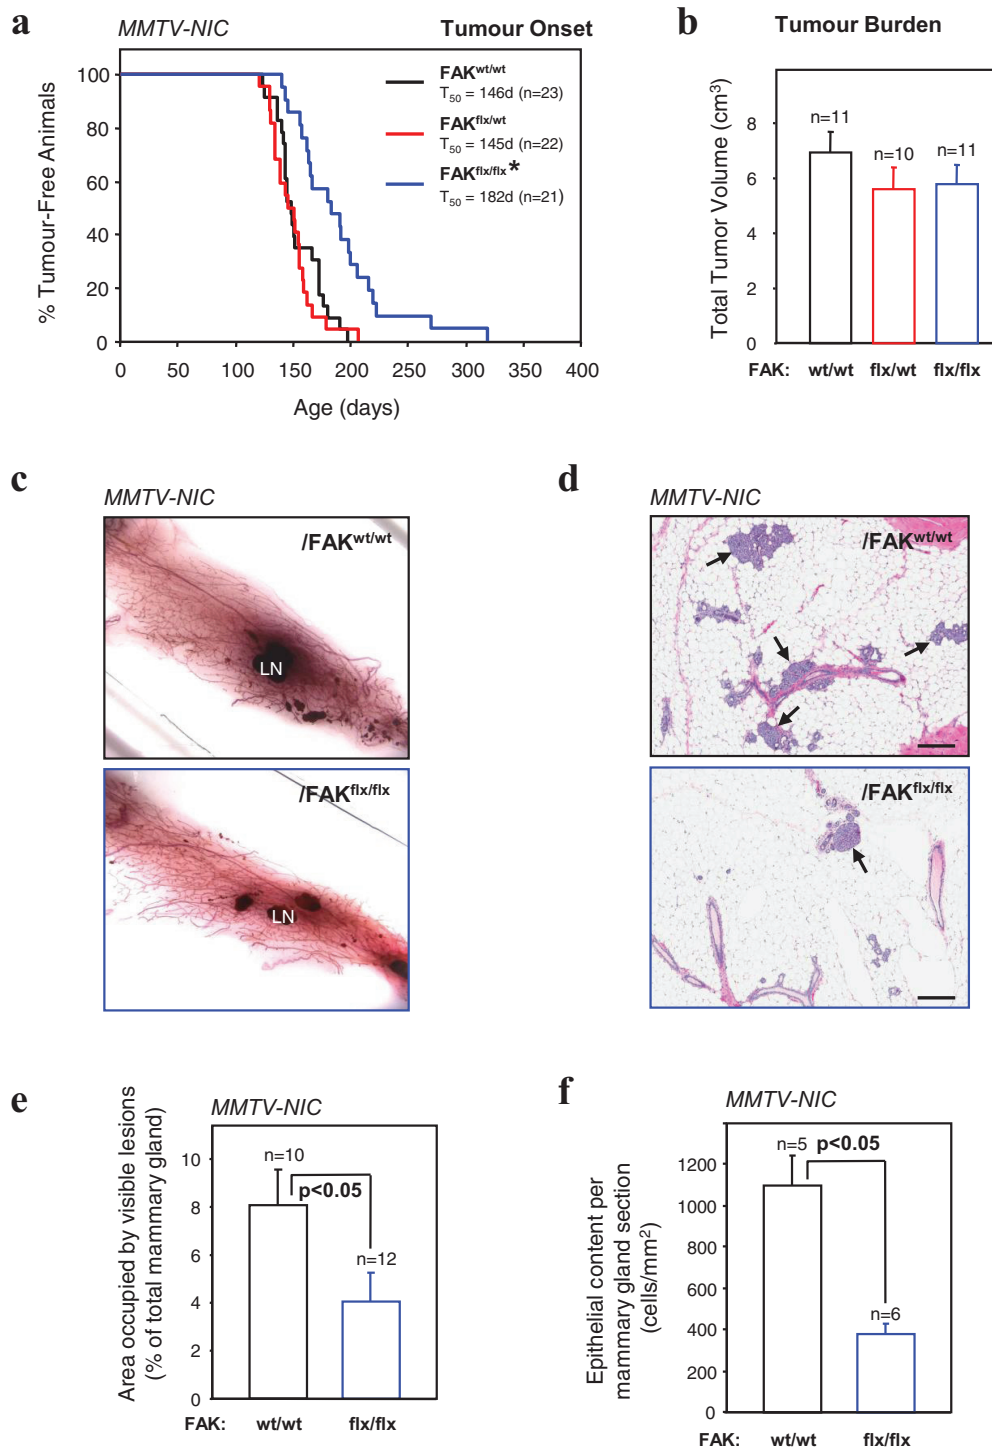 a
MMTV-NIC
Tumour Onset
% Tumour-Free Animals
100
80
60
40
20
0
FAKwt/wt
T50 = 146d (n=23)
FAKflx/wt
T50 = 145d (n=22)
FAKflx/flx*
T50 = 182d (n=21)
0 50 100 150 200 250 300 350 400
Age (days)
b
Tumour Burden
Total Tumor Volume (cm3)
8
6
4
2
0
n=11
n=10
n=11
FAK: wt/wt flx/wt flx/flx
c
MMTV-NIC
/FAKwt/wt
LN
/FAKflx/flx
LN
d
MMTV-NIC
/FAKwt/wt
/FAKflx/flx
e
MMTV-NIC
Area occupied by visible lesions
(% of total mammary gland)
10
8
6
4
2
0
n=10
p<0.05
n=12
FAK: wt/wt flx/flx
f
MMTV-NIC
Epithelial content per
mammary gland section
(cells/mm2)
1200
1000
800
600
400
200
0
n=5
p<0.05
n=6
FAK: wt/wt flx/flx